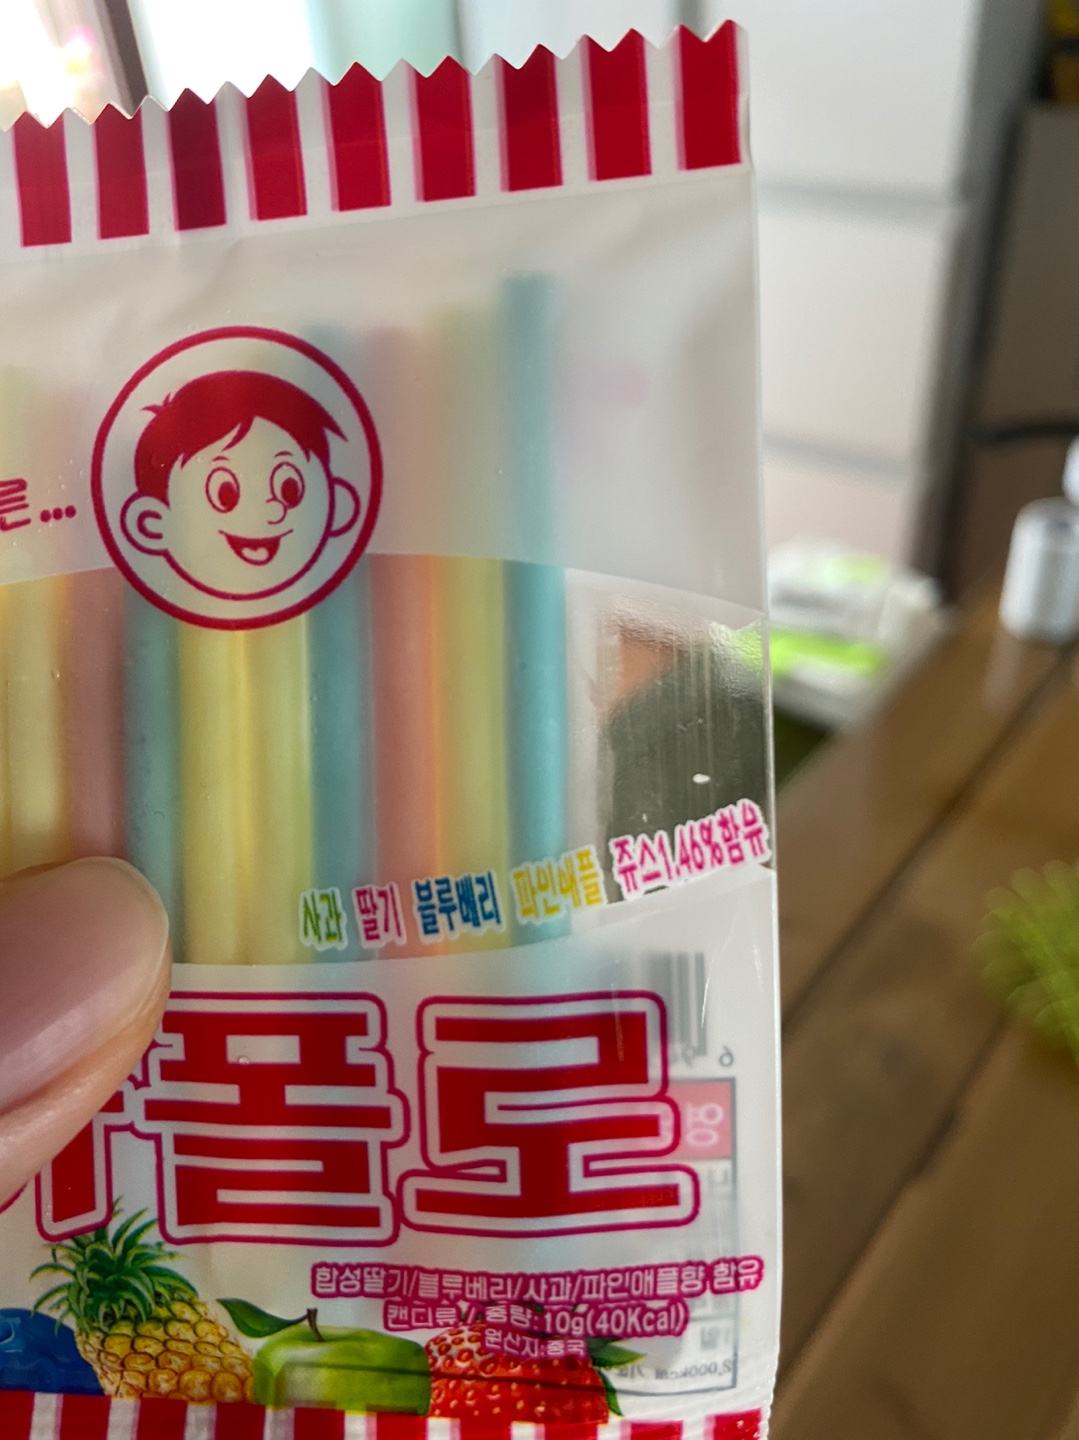 른...
사과 딸기 블루베리 파인애플 쥬스1.46%함유
폴로
합성딸기/블루베리/사과/파인애플향 함유
캔디류/중량:10g(40Kcal)
원산지:중국